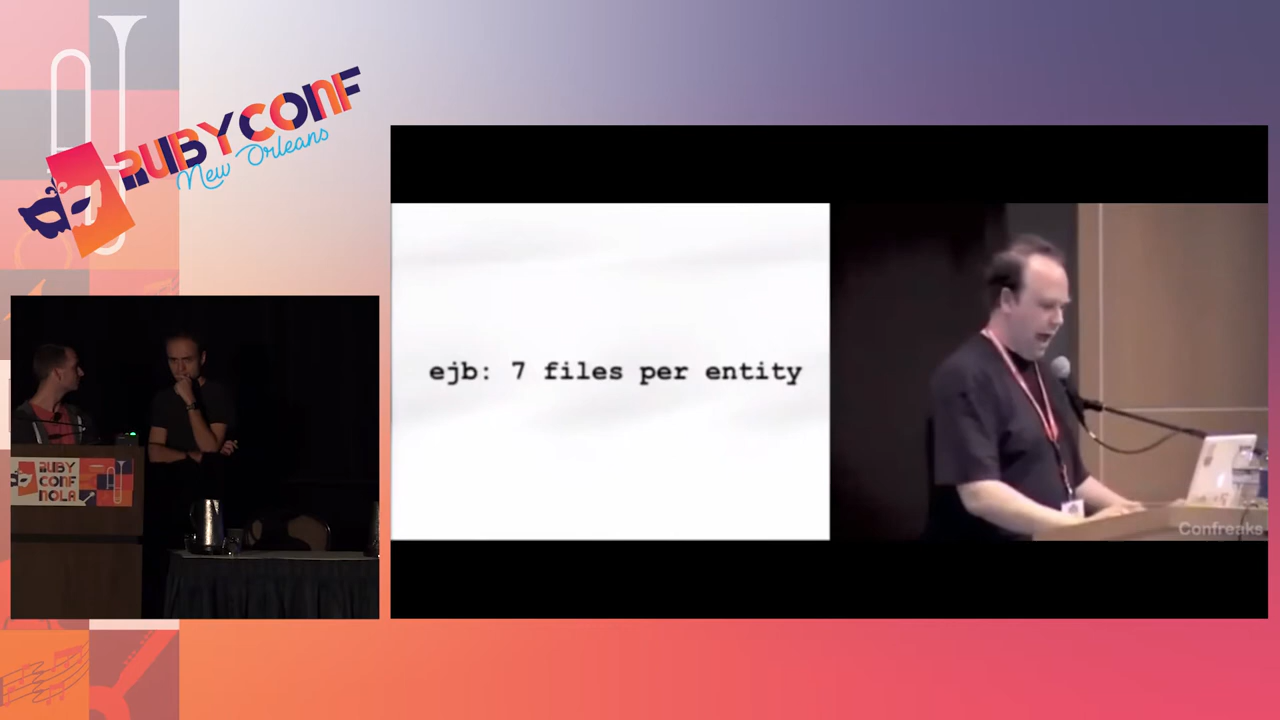 RUBYCONF
New Orleans
ejb: 7 files per entity
RUBY
CONF
NOLA
Confreaks